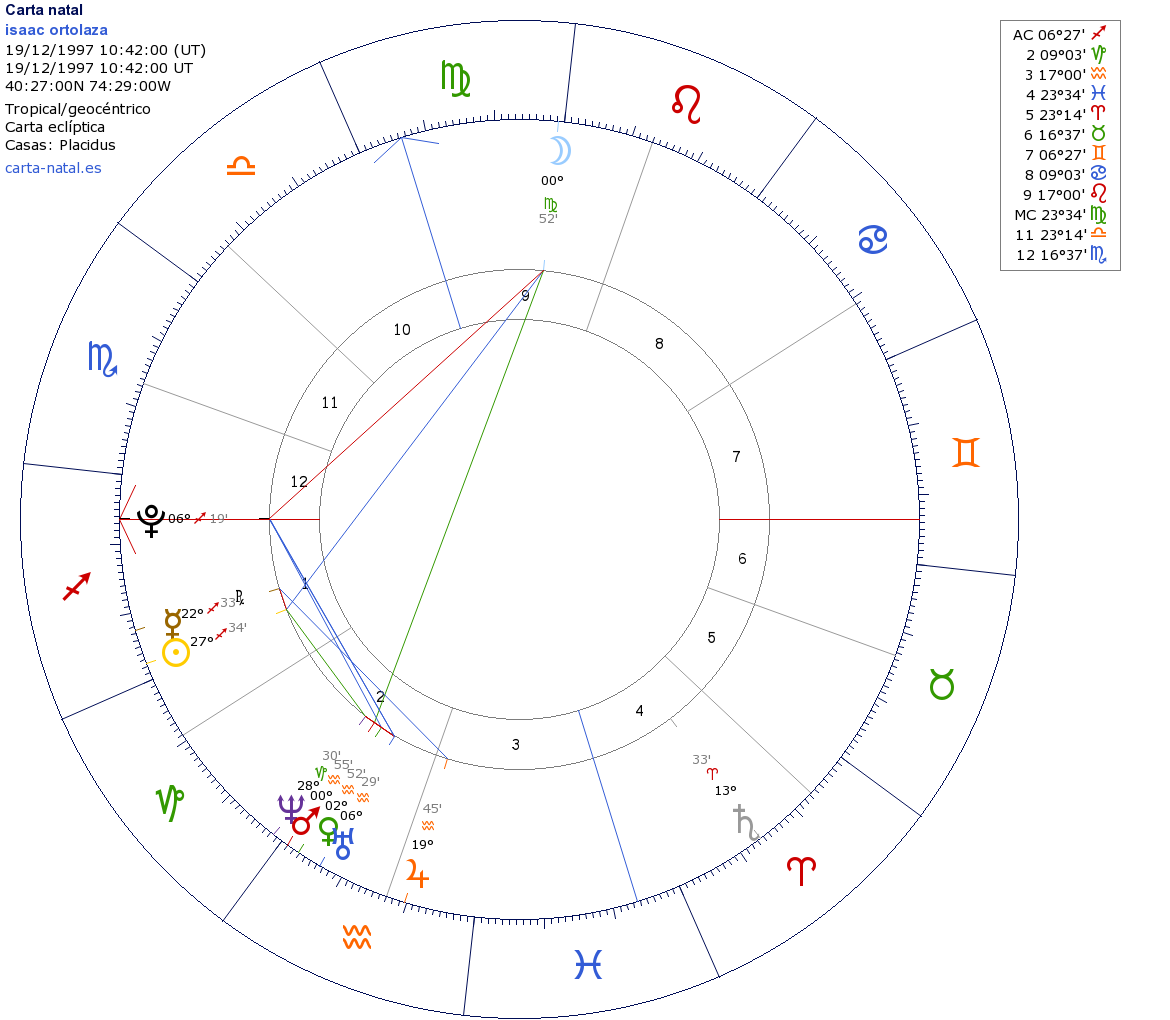 Carta natal
isaac ortolaza
19/12/1997 10:42:00 (UT)
19/12/1997 10:42:00 UT
40:27:00N 74:29:00W
Tropical/geocéntrico
Carta eclíptica
Casas: Placidus
carta-natal.es
AC 06°27' ♐
2 09°03' ♑
3 17°00' ♒
4 23°34' ♓
5 23°14' ♈
6 16°37' ♉
7 06°27' ♊
8 09°03' ♋
9 17°00' ♌
MC 23°34' ♍
11 23°14' ♎
12 16°37' ♏
♍
♌
♎
☽
00°
♍
52'
♋
9
10
8
♏
11
7
♊
12
♇ 06° ♐ 19'
6
♐
1
☿ 22° ♐ 33' ℞
☉ 27° ♐ 34'
5
♉
2
4
3
30'
55'
52'
29'
♑
♒
♒
♒
28°
00°
02°
06°
♆
♂
♀
♅
33'
♈
13°
♄
♑
45'
♒
19°
♃
♈
♒
♓